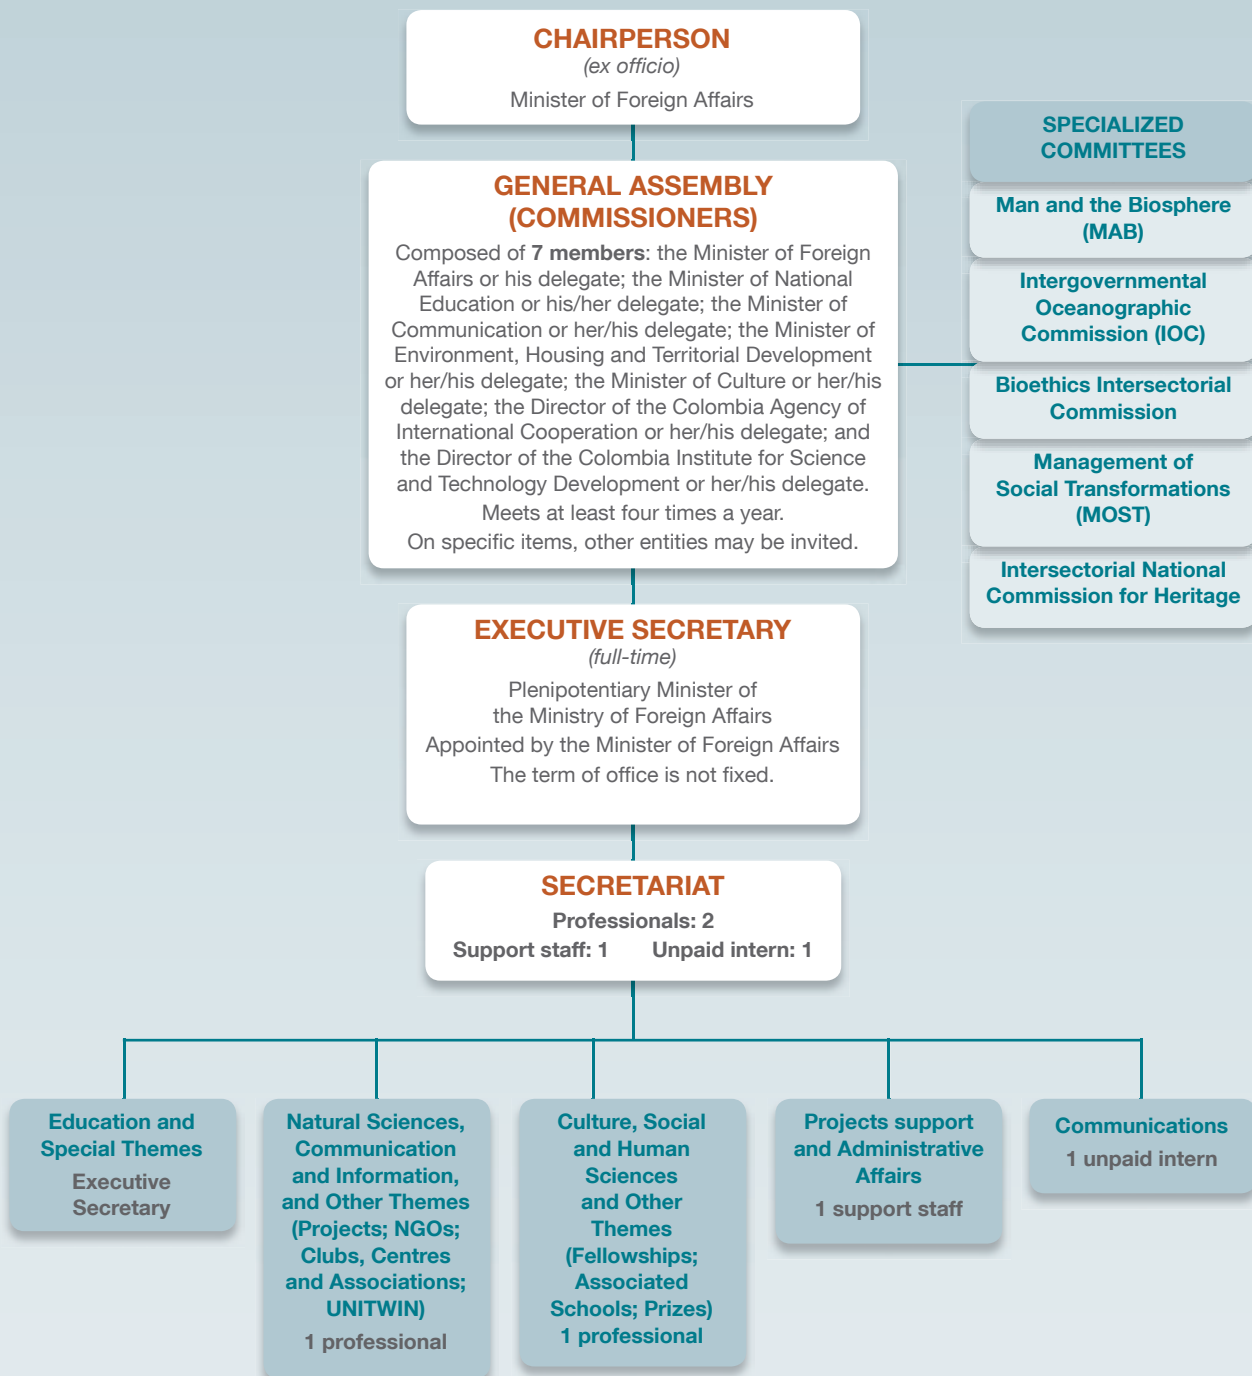 CHAIRPERSON
(ex officio)
Minister of Foreign Affairs
GENERAL ASSEMBLY
(COMMISSIONERS)
Composed of 7 members: the Minister of Foreign
Affairs or his delegate; the Minister of National
Education or his/her delegate; the Minister of
Communication or her/his delegate; the Minister of
Environment, Housing and Territorial Development
or her/his delegate; the Minister of Culture or her/his
delegate; the Director of the Colombia Agency of
International Cooperation or her/his delegate; and
the Director of the Colombia Institute for Science
and Technology Development or her/his delegate.
Meets at least four times a year.
On specific items, other entities may be invited.
SPECIALIZED
COMMITTEES
Man and the Biosphere
(MAB)
Intergovernmental
Oceanographic
Commission (IOC)
Bioethics Intersectorial
Commission
Management of
Social Transformations
(MOST)
Intersectorial National
Commission for Heritage
EXECUTIVE SECRETARY
(full-time)
Plenipotentiary Minister of
the Ministry of Foreign Affairs
Appointed by the Minister of Foreign Affairs
The term of office is not fixed.
SECRETARIAT
Professionals: 2
Support staff: 1 Unpaid intern: 1
Education and
Special Themes
Executive
Secretary
Natural Sciences,
Communication
and Information,
and Other Themes
(Projects; NGOs;
Clubs, Centres
and Associations;
UNITWIN)
1 professional
Culture, Social
and Human
Sciences
and Other
Themes
(Fellowships;
Associated
Schools; Prizes)
1 professional
Projects support
and Administrative
Affairs
1 support staff
Communications
1 unpaid intern